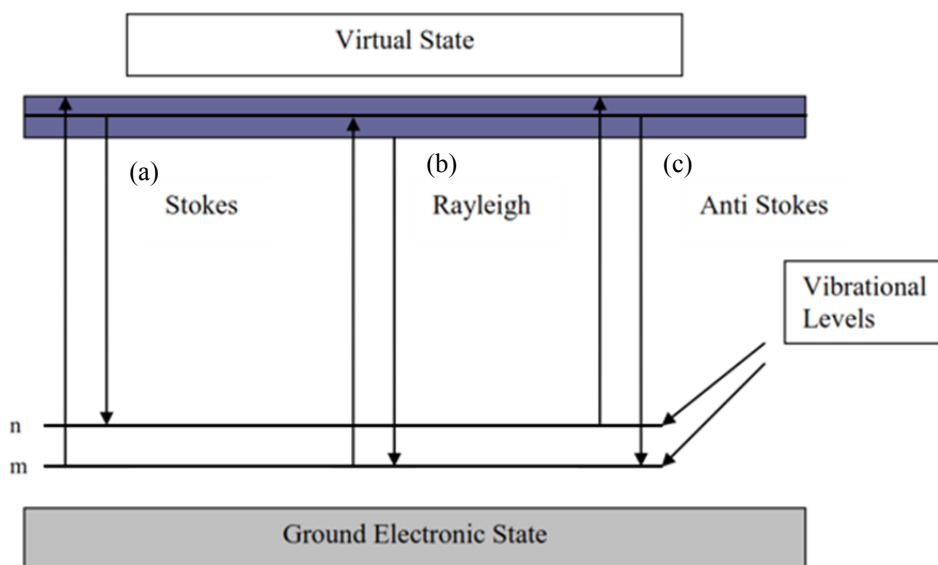 Virtual State
(a)
(b)
(c)
Stokes
Rayleigh
Anti Stokes
Vibrational
Levels
n
m
Ground Electronic State